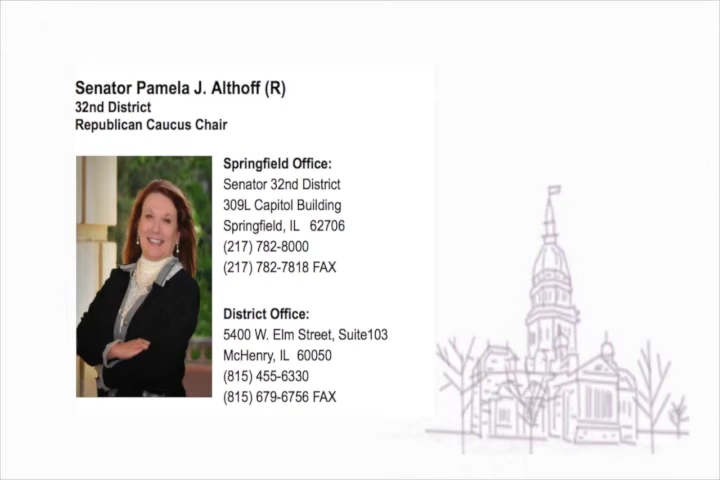 Senator Pamela J. Althoff (R)
32nd District
Republican Caucus Chair
Springfield Office:
Senator 32nd District
309L Capitol Building
Springfield, IL 62706
(217) 782-8000
(217) 782-7818 FAX
District Office:
5400 W. Elm Street, Suite103
McHenry, IL 60050
(815) 455-6330
(815) 679-6756 FAX